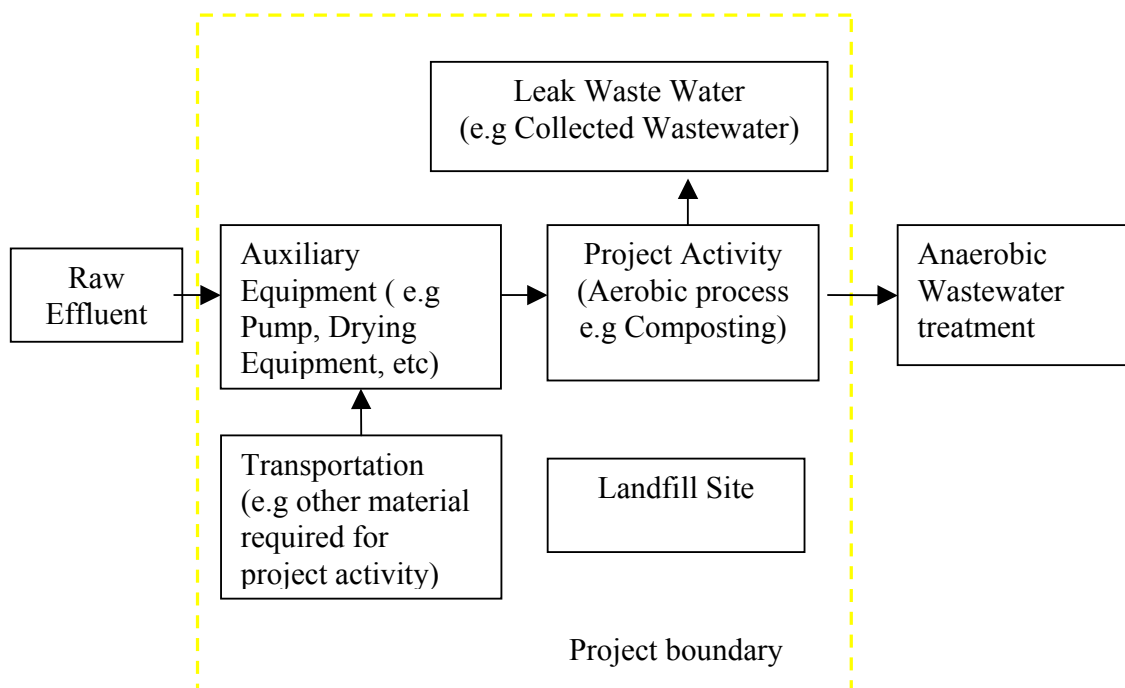 Leak Waste Water
(e.g Collected Wastewater)
Raw
Effluent
Auxiliary
Equipment ( e.g
Pump, Drying
Equipment, etc)
Project Activity
(Aerobic process
e.g Composting)
Anaerobic
Wastewater
treatment
Transportation
(e.g other material
required for
project activity)
Landfill Site
Project boundary